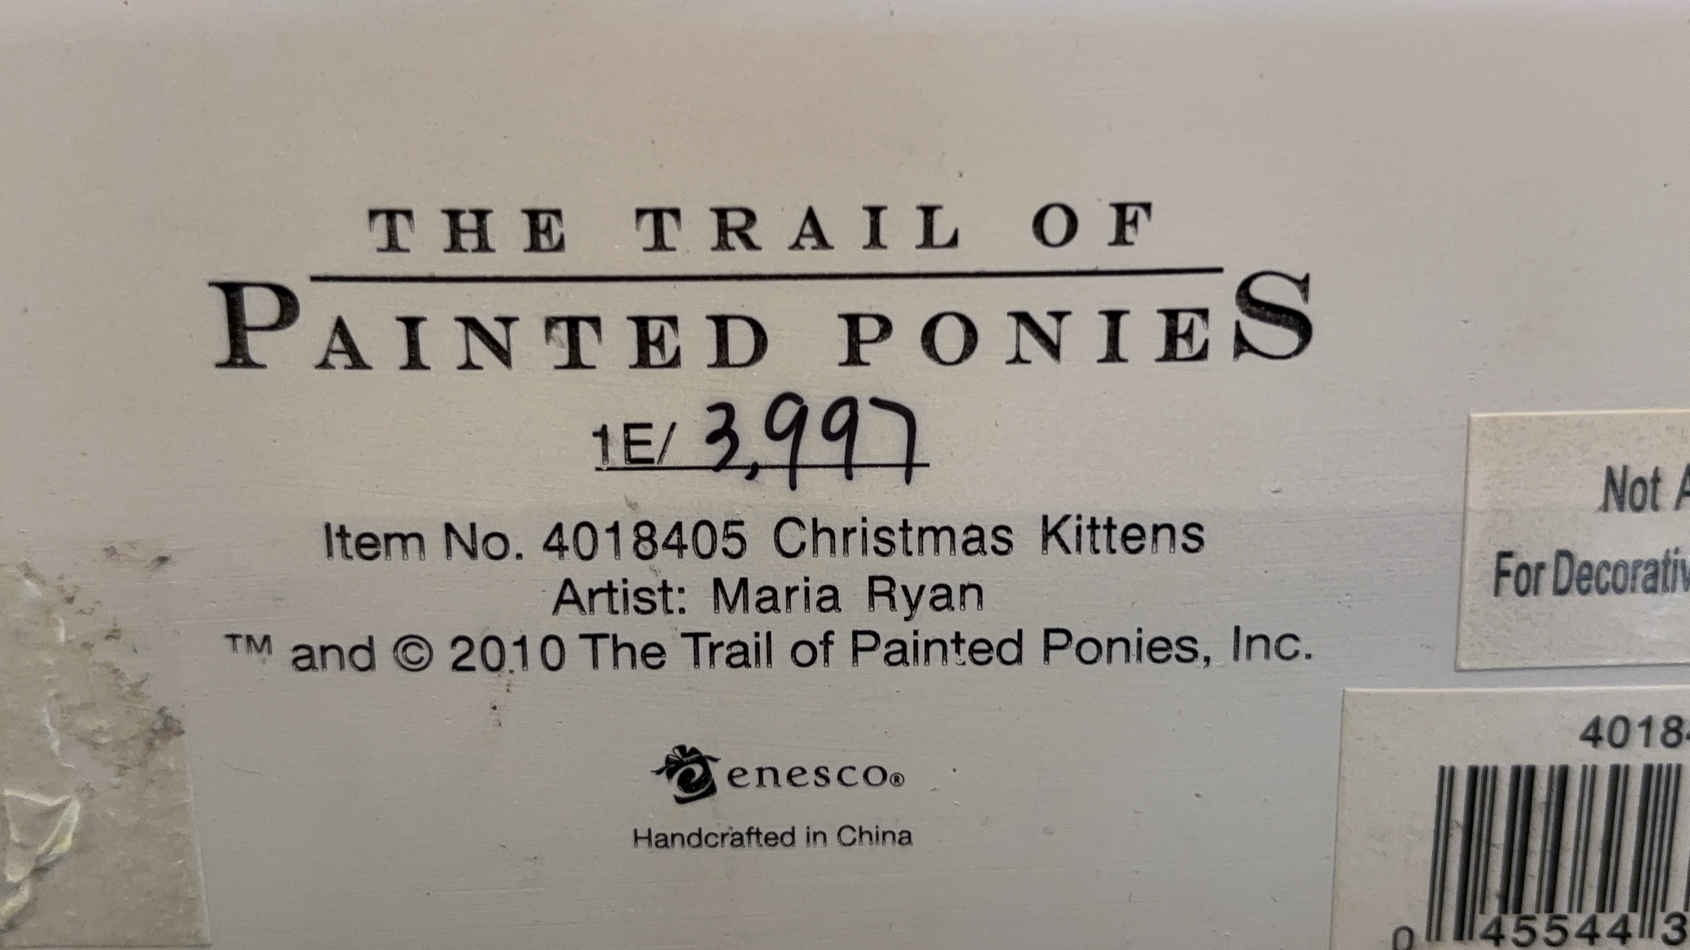 THE TRAIL OF
PAINTED PONIES
1E/ 3,997
Item No. 4018405 Christmas Kittens
Artist: Maria Ryan
™ and © 2010 The Trail of Painted Ponies, Inc.
enesco®
Handcrafted in China
Not
For
4018
0 45544 3